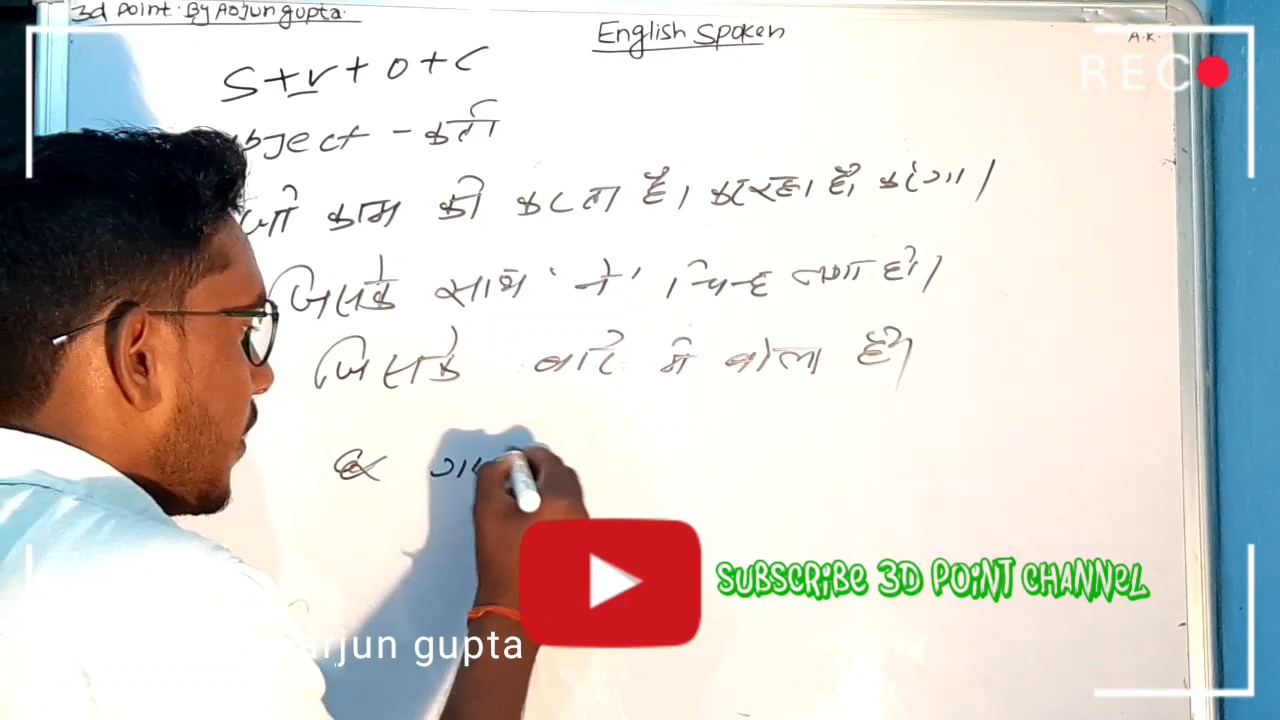 3d Point. By Aojun gupta.
English Spoken
A.K.
REC
S+v+o+c
bject - कर्ता
जो काम को करता है। कर रहा है, करेगा।
जिसके साथ 'ने' चिन्ह लगा हो।
जिसके बारे में बोला है।
SUBSCRIBE 3D POINT CHANNEL
arjun gupta